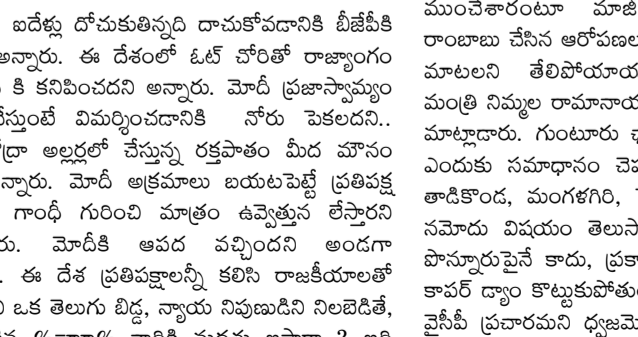 ఐదేళ్లు దోచుకుతిన్నది దాచుకోవడానికి బీజేపీకి
అన్నారు. ఈ దేశంలో ఓట్ చోరితో రాజ్యాంగం
కి కనిపించదని అన్నారు. మోదీ ప్రజాస్వామ్యం
చేస్తుంటే విమర్శించడానికి నోరు పెకలదని..
అల్లర్లలో చేస్తున్న రక్తపాతం మీద మౌనం
న్నారు. మోదీ అక్రమాలు బయటపెట్టే ప్రతిపక్ష
గాంధీ గురించి మాత్రం ఉవ్వెత్తున లేస్తారని
రు. మోదీకి ఆపద వచ్చిందని అండగా
ఈ దేశ ప్రతిపక్షాలన్నీ కలిసి రాజకీయాలతో
ఒక తెలుగు బిడ్డ, న్యాయ నిపుణుడిని నిలబెడితే,
ముంచేశారంటూ మాజీ
రాంబాబు చేసిన ఆరోపణల
మాటలని తేలిపోయాయ
మంత్రి నిమ్మల రామానాయ
మాట్లాడారు. గుంటూరు
ఎందుకు సమాధానం చెప
తాడికొండ, మంగళగిరి,
నమోదు విషయం తెలుసా
పొన్నూరుపైనే కాదు, ప్రకా
కాపర్ డ్యాం కొట్టుకుపోతు
వైసీపీ ప్రచారమని ధ్వజమె